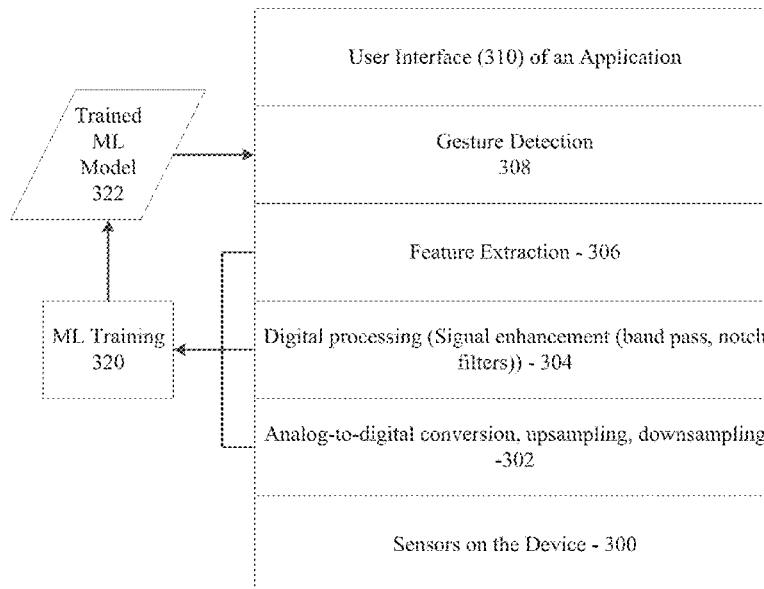 User Interface (310) of an Application
Trained
ML
Model
322
Gesture Detection
308
Feature Extraction - 306
ML Training
320
Digital processing (Signual enhancement (band pass, notch
filters)) - 304
Analog-to-digital conversion, upsampling, downsampling
-302
Sensors on the Device - 300